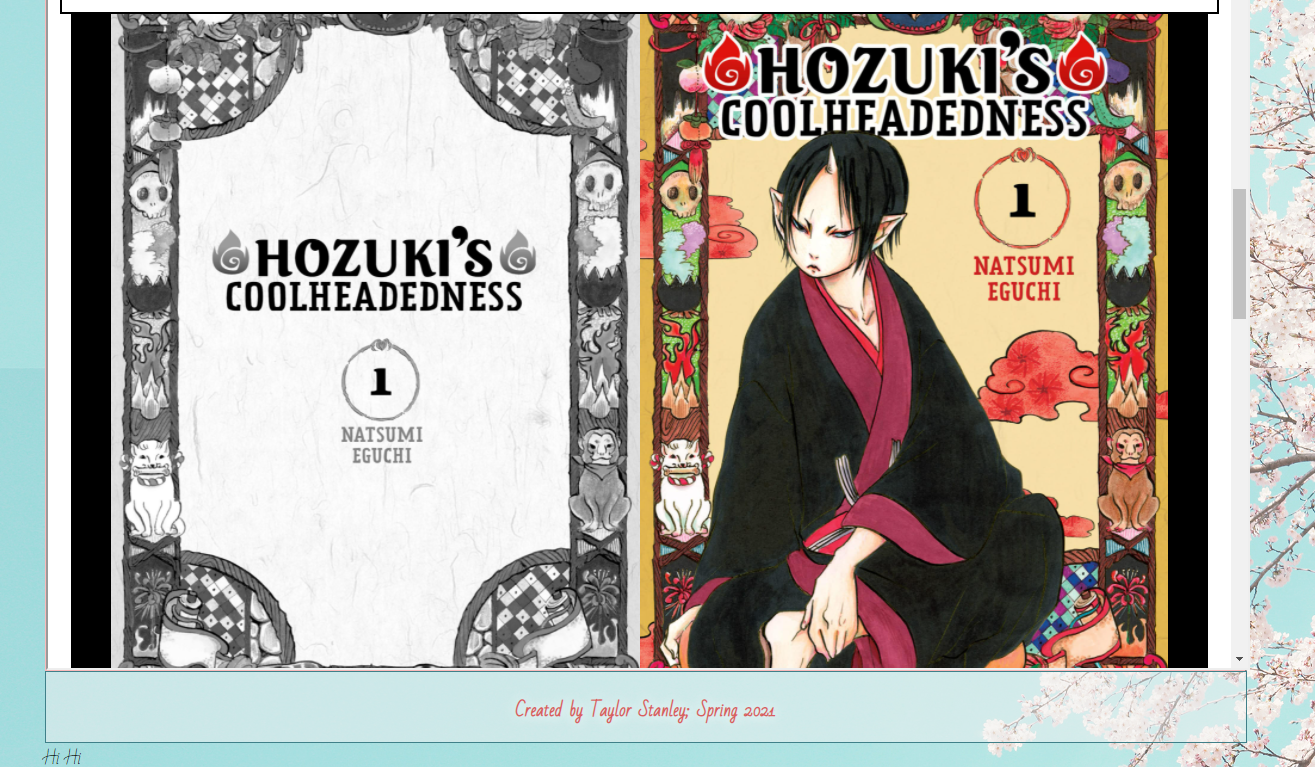 HOZUKI'S
COOLHEADEDNESS
1
NATSUMI
EGUCHI
HOZUKI'S
COOLHEADEDNESS
1
NATSUMI
EGUCHI
Created by Taylor Stanley; Spring 2021
Hi Hi